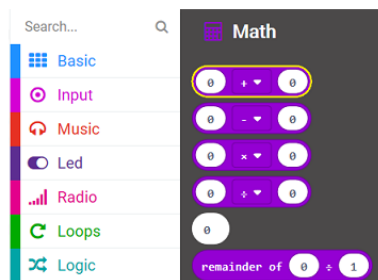 Search...
Basic
Input
Music
Led
Radio
Loops
Logic
Math
0 + 0
0 - 0
0 × 0
0 ÷ 0
0
remainder of 0 ÷ 1